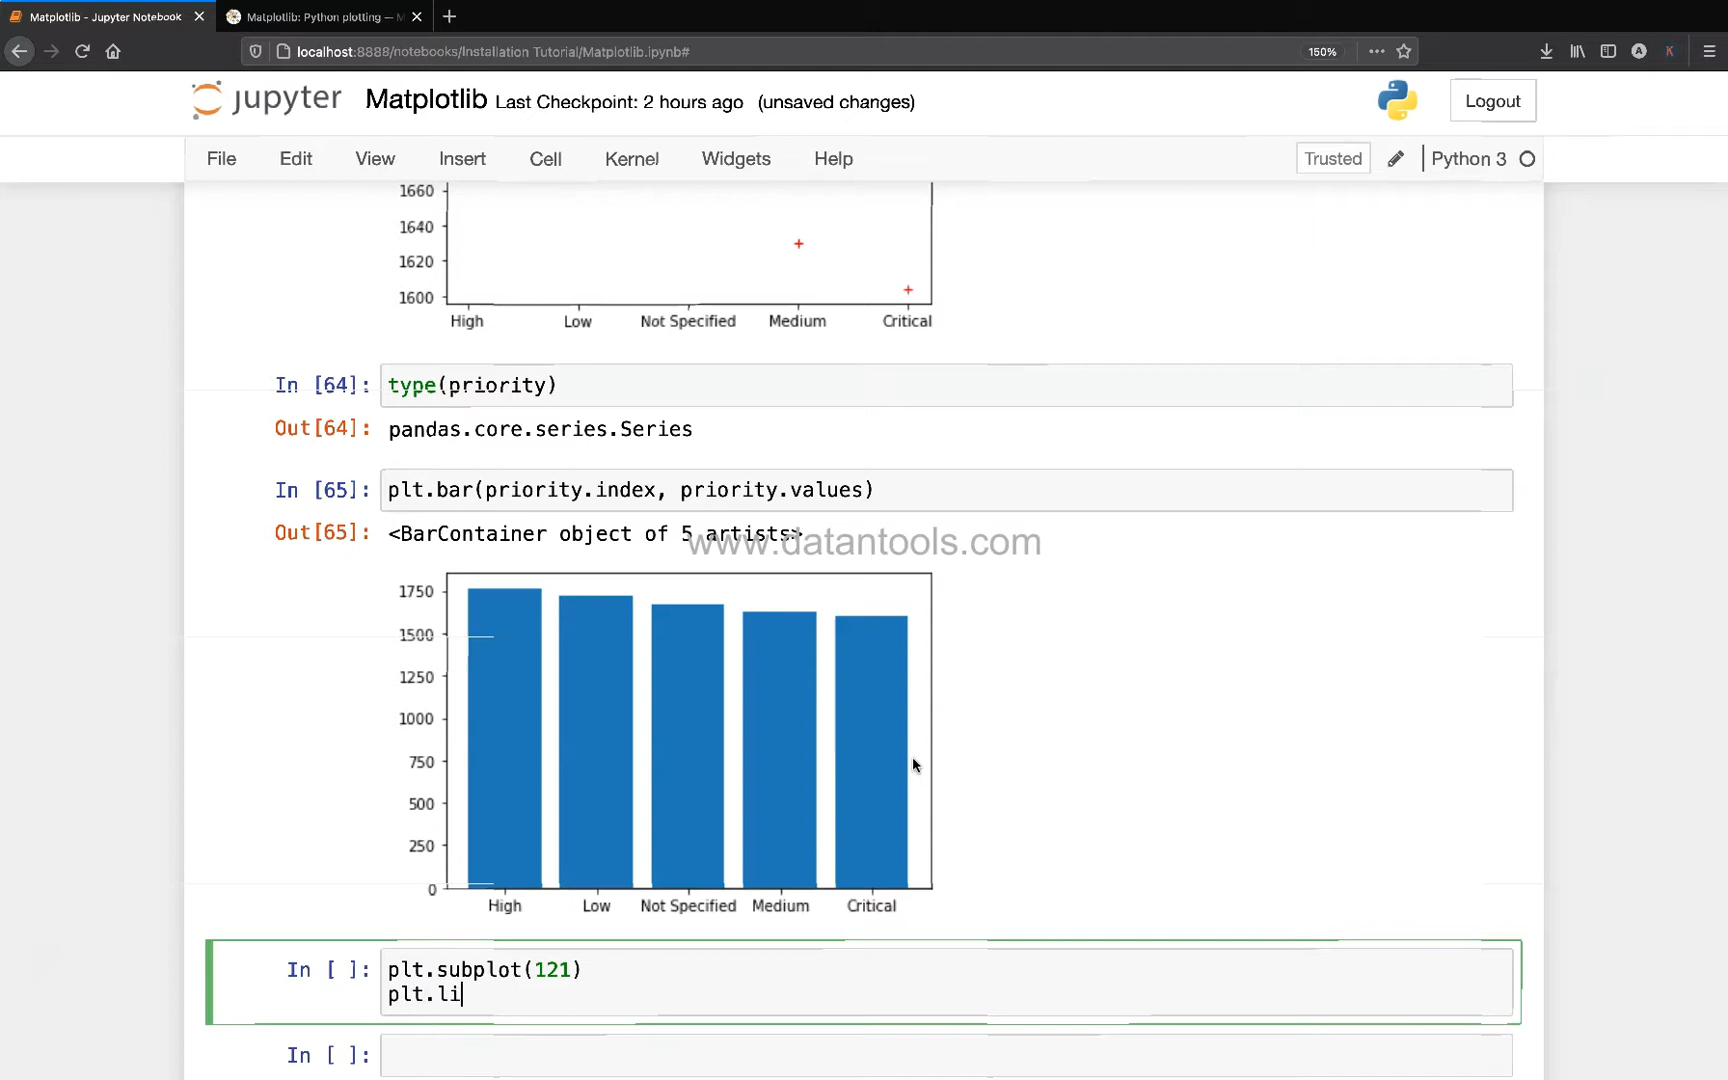 Matplotlib - Jupyter Notebook
Matplotlib: Python plotting — M
localhost:8888/notebooks/Installation Tutorial/Matplotlib.ipynb#
150%
A
K
jupyter
Matplotlib Last Checkpoint: 2 hours ago (unsaved changes)
Logout
File Edit View Insert Cell Kernel Widgets Help
Trusted
Python 3
1660
1640
1620
1600
High Low Not Specified Medium Critical
In [64]: type(priority)
Out[64]: pandas.core.series.Series
In [65]: plt.bar(priority.index, priority.values)
Out[65]: <BarContainer object of 5 artists>
www.datantools.com
1750
1500
1250
1000
750
500
250
0
High Low Not Specified Medium Critical
In [ ]: plt.subplot(121)
plt.li
In [ ]: